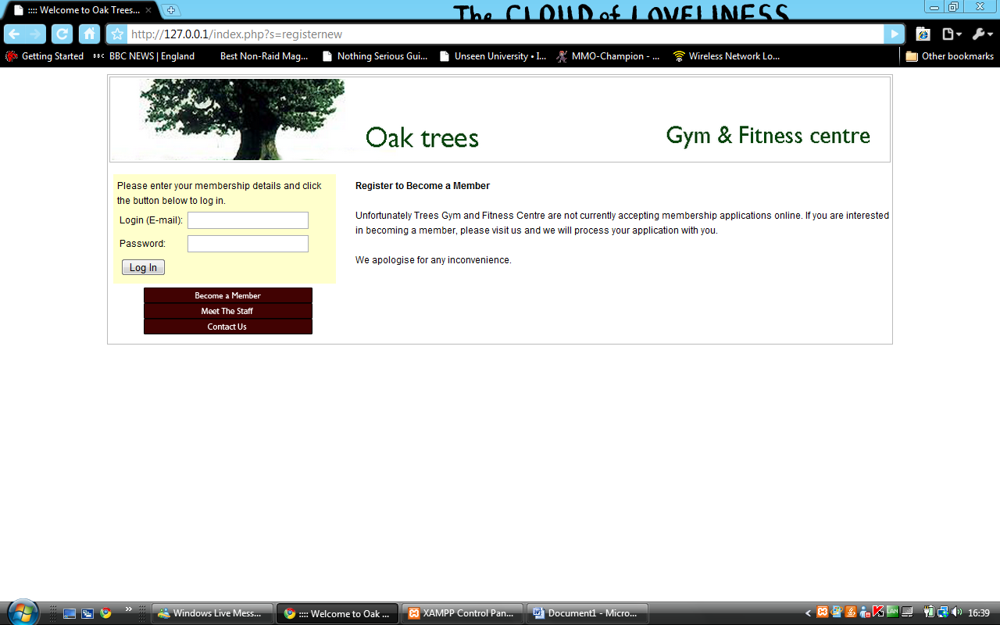 :::: Welcome to Oak Trees...
The CLOUD of LOVELINESS
http://127.0.0.1/index.php?s=registernew
Getting Started BBC BBC NEWS | England Best Non-Raid Mag... Nothing Serious Gui... Unseen University • I... MMO-Champion - ... Wireless Network Lo... Other bookmarks
Oak trees Gym & Fitness centre
Please enter your membership details and click
the button below to log in.
Login (E-mail):
Password:
Log In
Become a Member
Meet The Staff
Contact Us
Register to Become a Member
Unfortunately Trees Gym and Fitness Centre are not currently accepting membership applications online. If you are interested
in becoming a member, please visit us and we will process your application with you.
We apologise for any inconvenience.
Windows Live Mess... :::: Welcome to Oak ... XAMPP Control Pan... Document1 - Micro... LAN 16:39